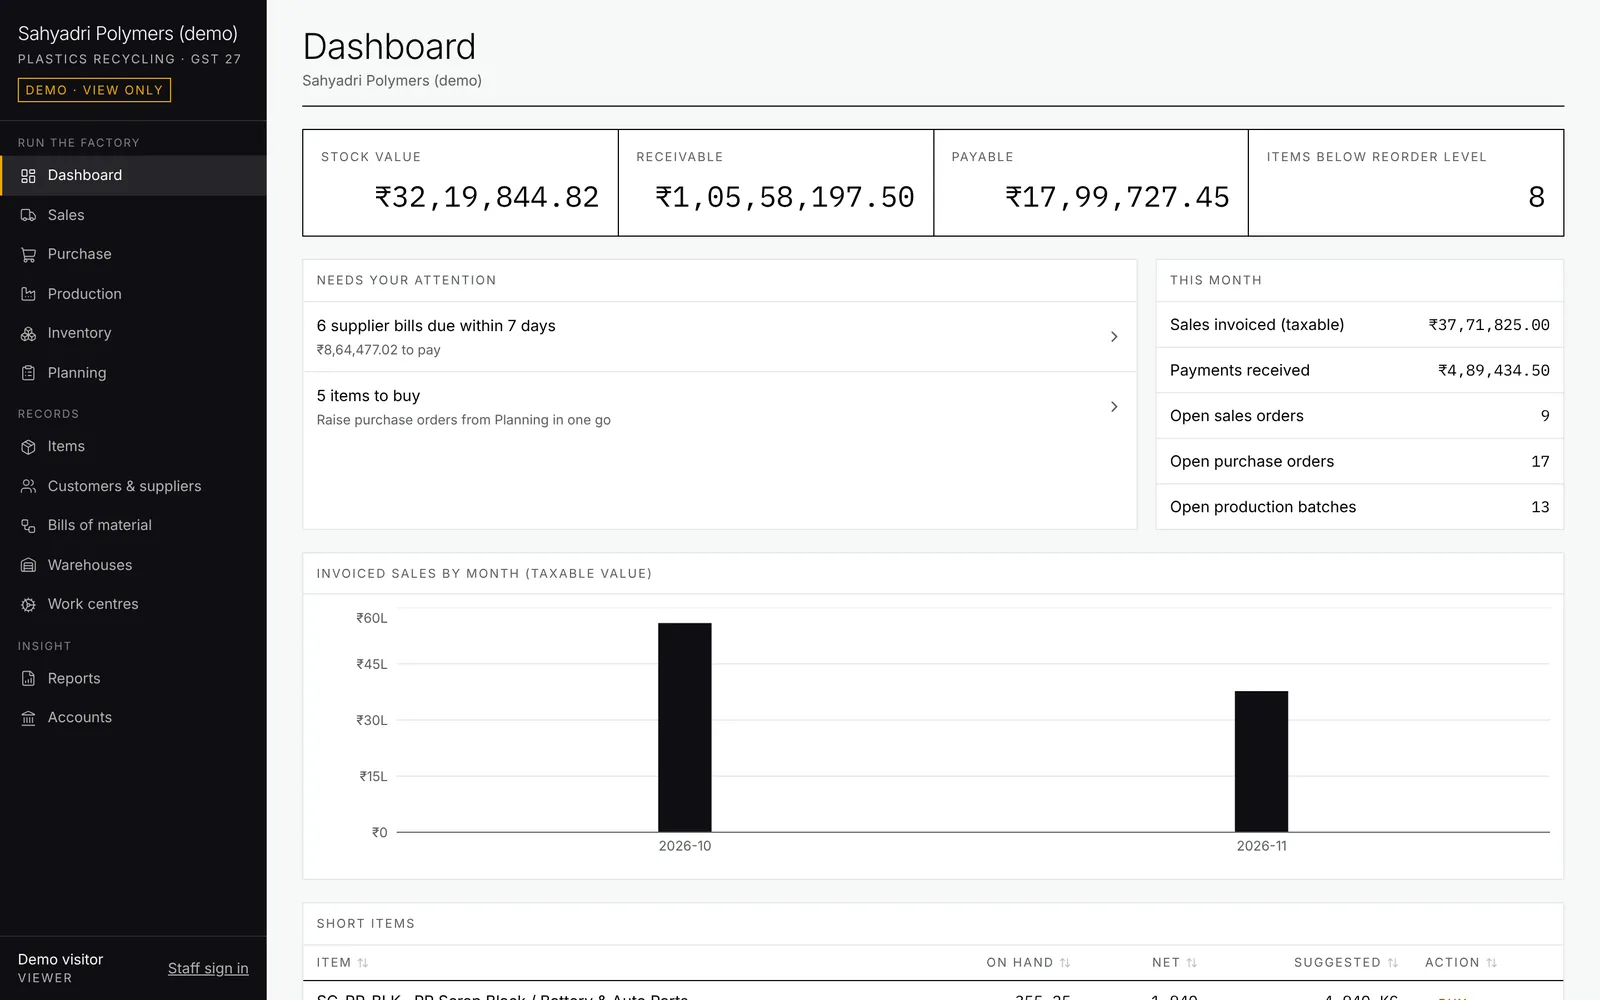 Sahyadri Polymers (demo)
PLASTICS RECYCLING · GST 27
DEMO · VIEW ONLY
RUN THE FACTORY
Dashboard
Sales
Purchase
Production
Inventory
Planning
RECORDS
Items
Customers & suppliers
Bills of material
Warehouses
Work centres
INSIGHT
Reports
Accounts
Demo visitor
VIEWER
Staff sign in
Dashboard
Sahyadri Polymers (demo)
STOCK VALUE
₹32,19,844.82
RECEIVABLE
₹1,05,58,197.50
PAYABLE
₹17,99,727.45
ITEMS BELOW REORDER LEVEL
8
NEEDS YOUR ATTENTION
6 supplier bills due within 7 days
₹8,64,477.02 to pay
5 items to buy
Raise purchase orders from Planning in one go
THIS MONTH
Sales invoiced (taxable) ₹37,71,825.00
Payments received ₹4,89,434.50
Open sales orders 9
Open purchase orders 17
Open production batches 13
INVOICED SALES BY MONTH (TAXABLE VALUE)
₹60L
₹45L
₹30L
₹15L
₹0
2026-10 2026-11
SHORT ITEMS
ITEM ON HAND NET SUGGESTED ACTION